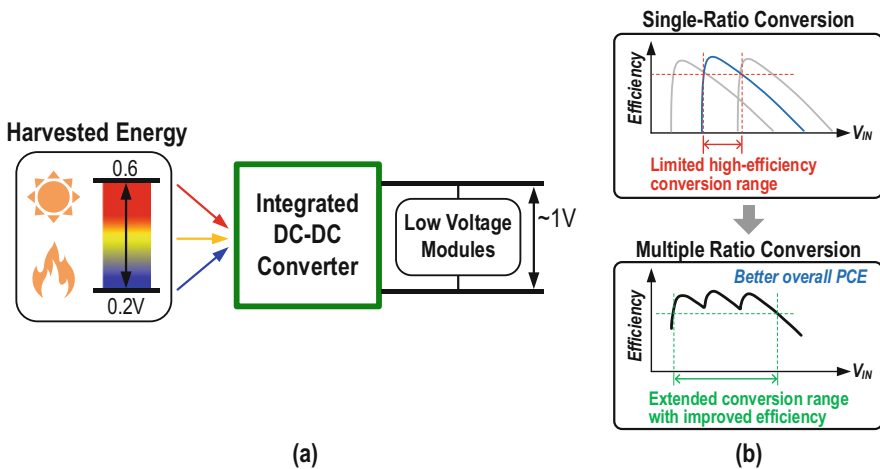 Harvested Energy
0.6
0.2V
Integrated
DC-DC
Converter
Low Voltage
Modules
~1V
(a)
Single-Ratio Conversion
Efficiency
VIN
Limited high-efficiency
conversion range
Multiple Ratio Conversion
Better overall PCE
Efficiency
VIN
Extended conversion range
with improved efficiency
(b)